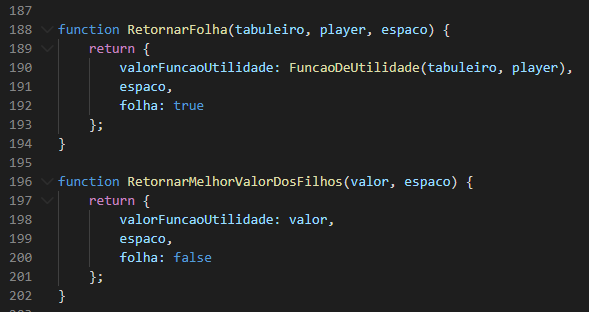 187
188 function RetornarFolha(tabuleiro, player, espaco) {
189     return {
190         valorFuncaoUtilidade: FuncaoDeUtilidade(tabuleiro, player),
191         espaco,
192         folha: true
193     };
194 }
195
196 function RetornarMelhorValorDosFilhos(valor, espaco) {
197     return {
198         valorFuncaoUtilidade: valor,
199         espaco,
200         folha: false
201     };
202 }